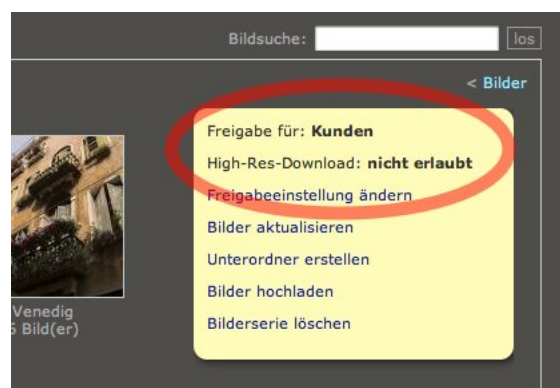 Bildsuche: los
< Bilder
Freigabe für: Kunden
High-Res-Download: nicht erlaubt
Freigabeeinstellung ändern
Bilder aktualisieren
Unterordner erstellen
Bilder hochladen
Bilderserie löschen
Venedig
Bild(er)